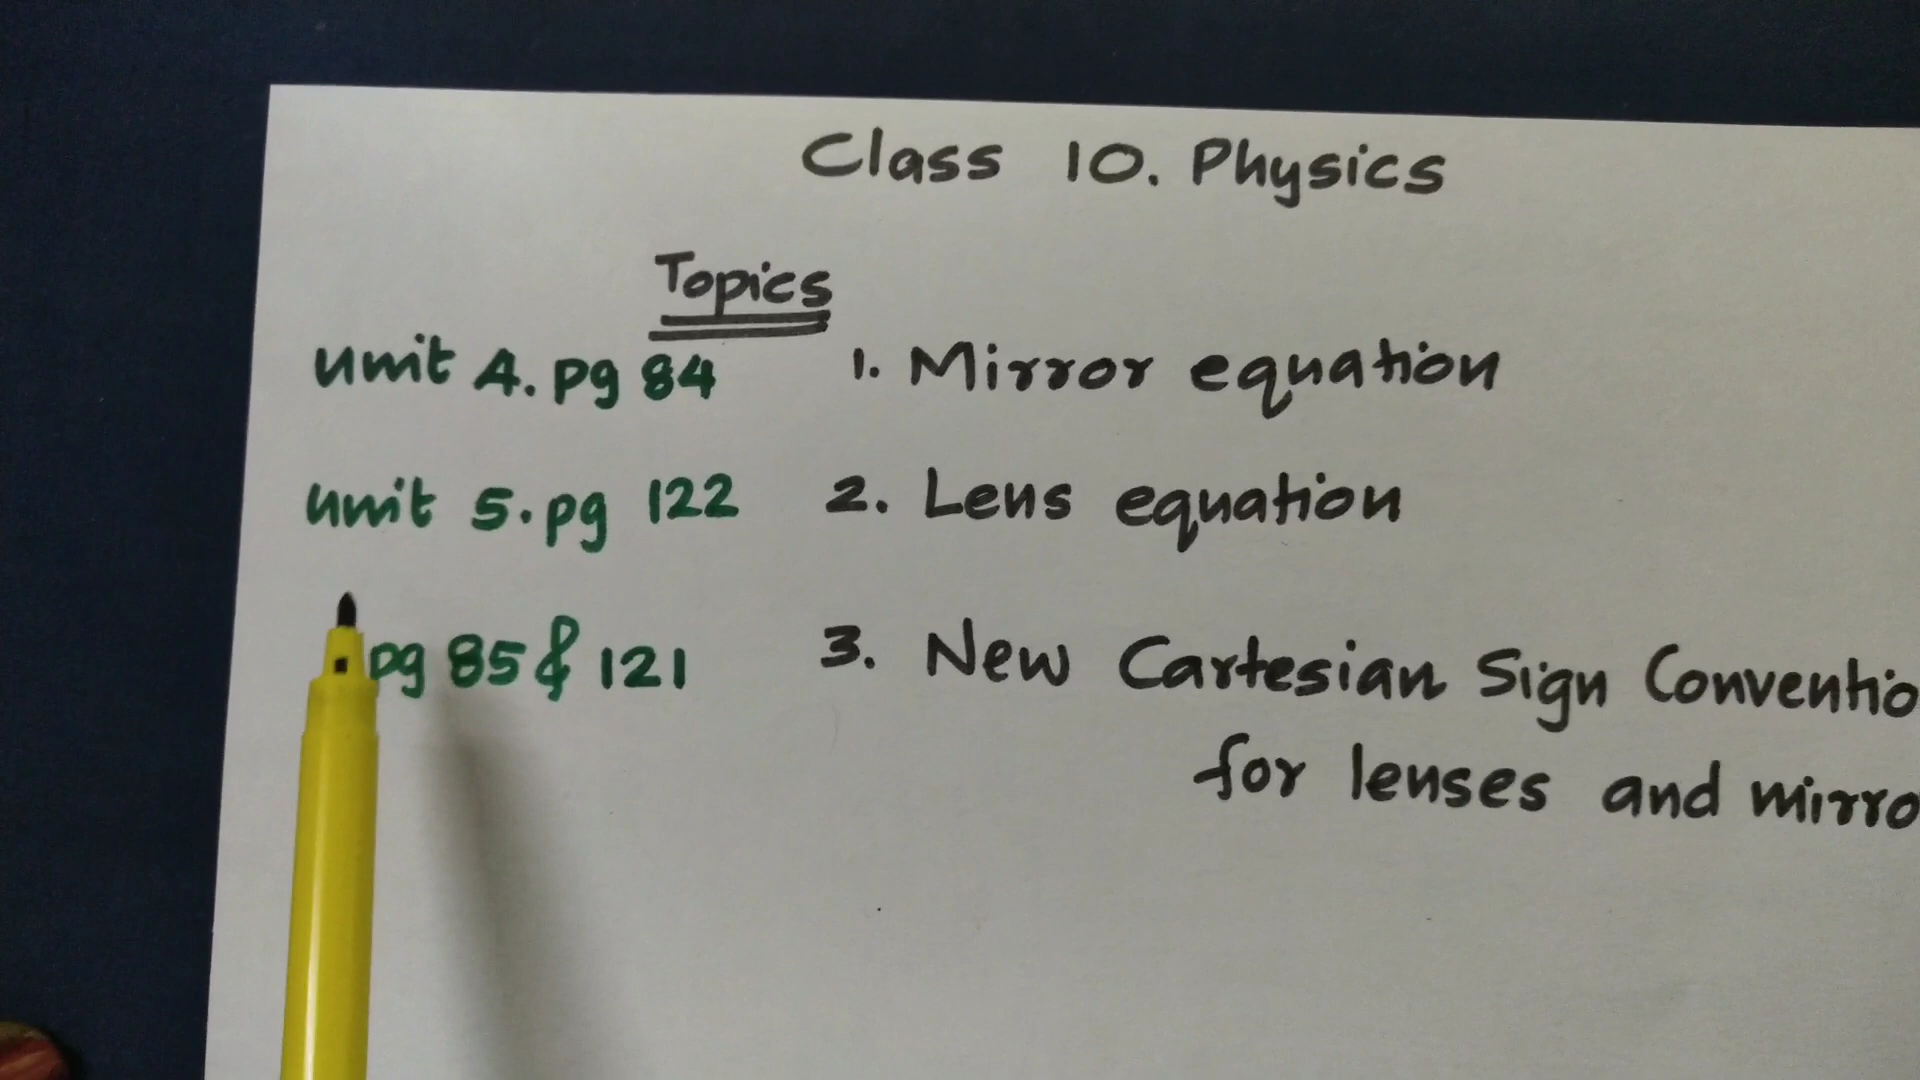 Class 10. Physics
Topics
unit 4. pg 84 1. Mirror equation
unit 5. pg 122 2. Lens equation
pg 85 & 121 3. New Cartesian Sign Conventio
for lenses and mirro